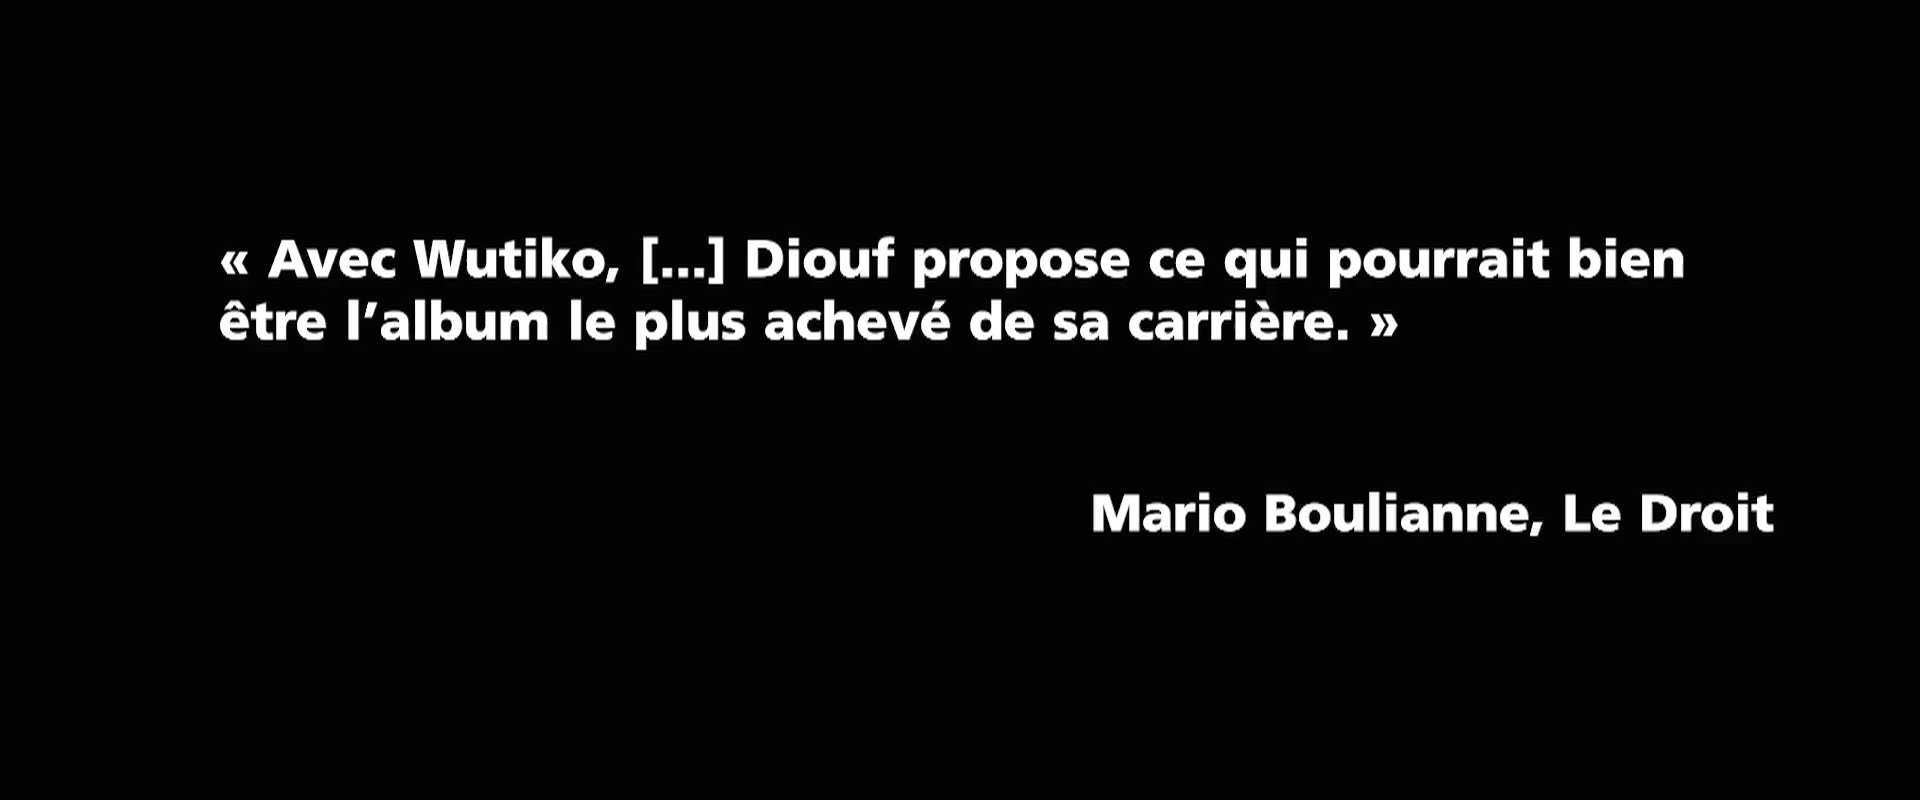 « Avec Wutiko, [...] Diouf propose ce qui pourrait bien
être l’album le plus achevé de sa carrière. »
Mario Boulianne, Le Droit